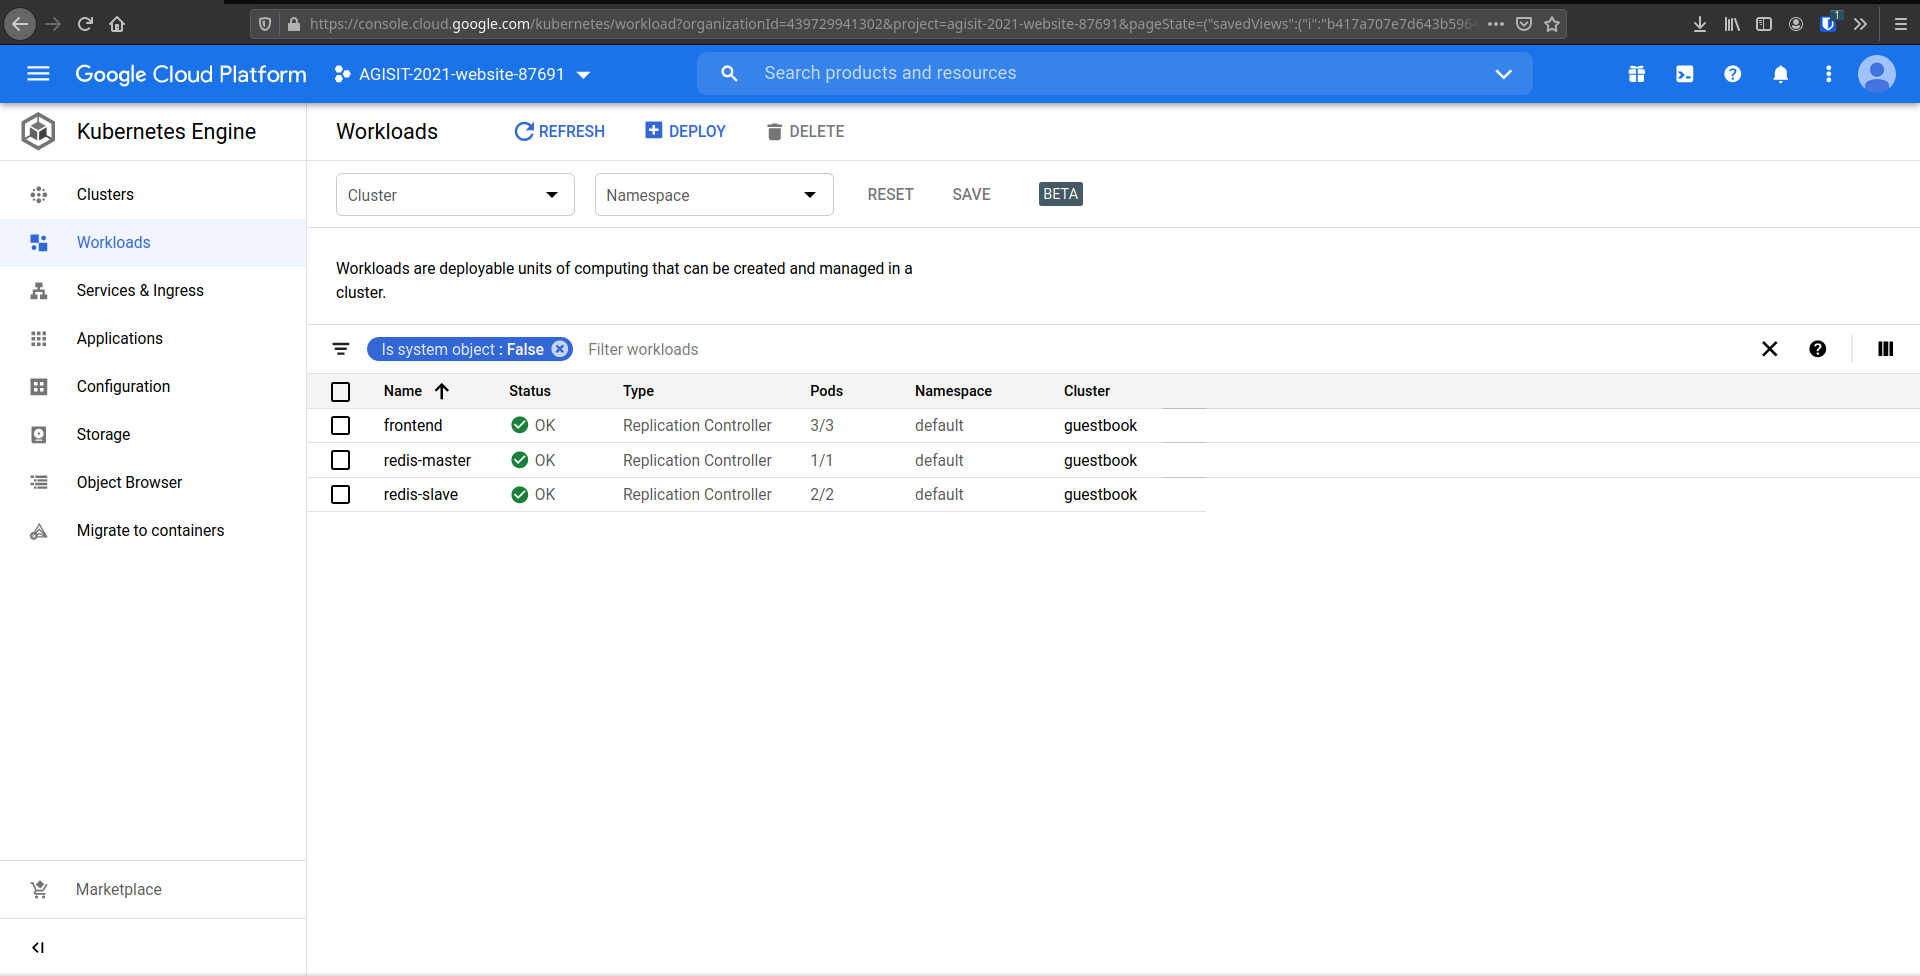 https://console.cloud.google.com/kubernetes/workload?organizationId=439729941302&project=agisit-2021-website-87691&pageState=("savedViews":("i":"b417a707e7d643b5964
1
Google Cloud Platform
AGISIT-2021-website-87691
Search products and resources
Kubernetes Engine
Workloads
REFRESH
DEPLOY
DELETE
Clusters
Workloads
Services & Ingress
Applications
Configuration
Storage
Object Browser
Migrate to containers
Marketplace
Cluster
Namespace
RESET
SAVE
BETA
Workloads are deployable units of computing that can be created and managed in a
cluster.
Is system object : False
Filter workloads
Name Status Type Pods Namespace Cluster
frontend OK Replication Controller 3/3 default guestbook
redis-master OK Replication Controller 1/1 default guestbook
redis-slave OK Replication Controller 2/2 default guestbook